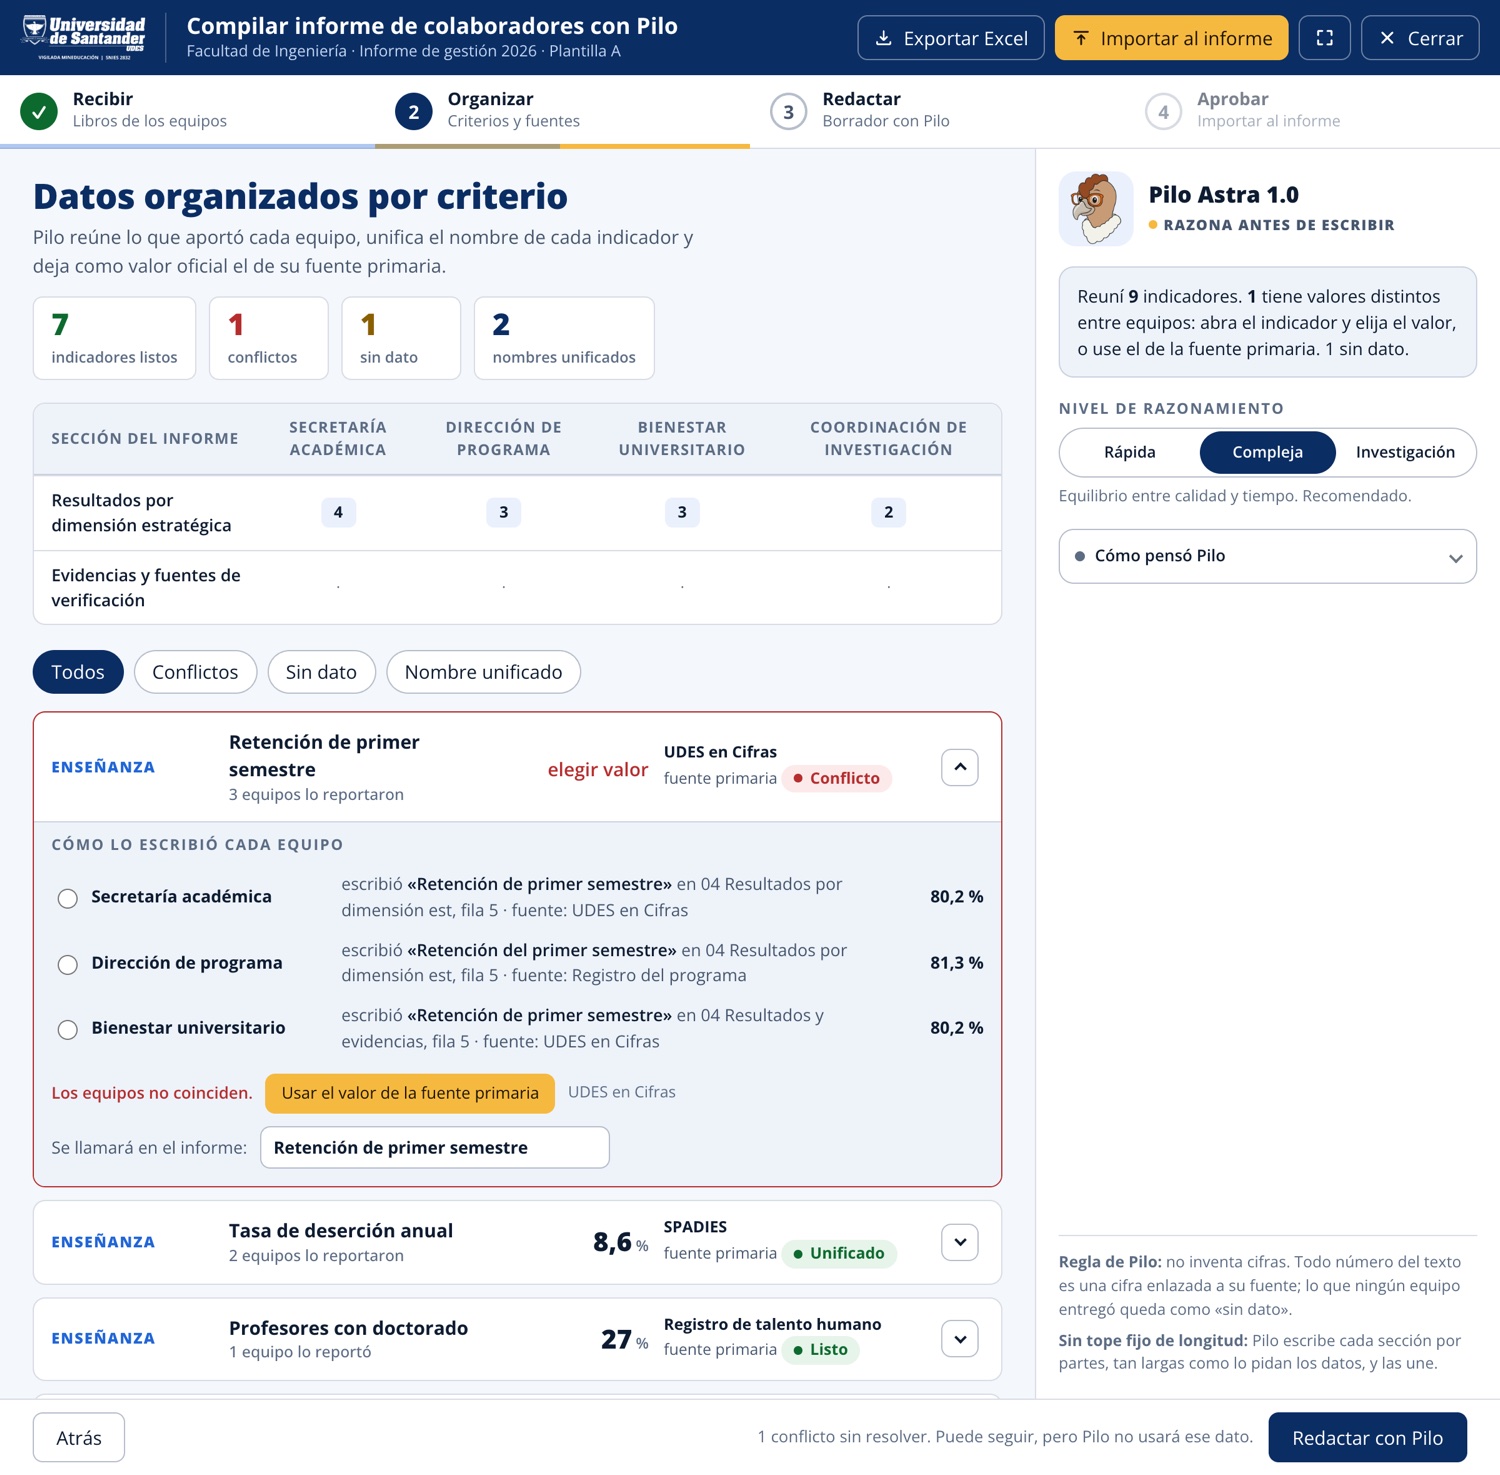 Universidad
de Santander
UDES
VIGILADA MINEDUCACIÓN | SNIES 2832
Compilar informe de colaboradores con Pilo
Facultad de Ingeniería · Informe de gestión 2026 · Plantilla A
Exportar Excel
Importar al informe
Cerrar
Recibir
Libros de los equipos
2
Organizar
Criterios y fuentes
3
Redactar
Borrador con Pilo
4
Aprobar
Importar al informe
Datos organizados por criterio
Pilo reúne lo que aportó cada equipo, unifica el nombre de cada indicador y
deja como valor oficial el de su fuente primaria.
7
indicadores listos
1
conflictos
1
sin dato
2
nombres unificados
SECCIÓN DEL INFORME
SECRETARÍA
ACADÉMICA
DIRECCIÓN DE
PROGRAMA
BIENESTAR
UNIVERSITARIO
COORDINACIÓN DE
INVESTIGACIÓN
Resultados por
dimensión estratégica
4
3
3
2
Evidencias y fuentes de
verificación
·
·
·
·
Todos
Conflictos
Sin dato
Nombre unificado
ENSEÑANZA
Retención de primer
semestre
3 equipos lo reportaron
elegir valor
UDES en Cifras
fuente primaria
Conflicto
CÓMO LO ESCRIBIÓ CADA EQUIPO
Secretaría académica
escribió «Retención de primer semestre» en 04 Resultados por
dimensión est, fila 5 · fuente: UDES en Cifras
80,2 %
Dirección de programa
escribió «Retención del primer semestre» en 04 Resultados por
dimensión est, fila 5 · fuente: Registro del programa
81,3 %
Bienestar universitario
escribió «Retención de primer semestre» en 04 Resultados y
evidencias, fila 5 · fuente: UDES en Cifras
80,2 %
Los equipos no coinciden.
Usar el valor de la fuente primaria
UDES en Cifras
Se llamará en el informe:
Retención de primer semestre
ENSEÑANZA
Tasa de deserción anual
2 equipos lo reportaron
8,6 %
SPADIES
fuente primaria
Unificado
ENSEÑANZA
Profesores con doctorado
1 equipo lo reportó
27 %
Registro de talento humano
fuente primaria
Listo
Pilo Astra 1.0
RAZONA ANTES DE ESCRIBIR
Reuní 9 indicadores. 1 tiene valores distintos
entre equipos: abra el indicador y elija el valor,
o use el de la fuente primaria. 1 sin dato.
NIVEL DE RAZONAMIENTO
Rápida
Compleja
Investigación
Equilibrio entre calidad y tiempo. Recomendado.
Cómo pensó Pilo
Regla de Pilo: no inventa cifras. Todo número del texto
es una cifra enlazada a su fuente; lo que ningún equipo
entregó queda como «sin dato».
Sin tope fijo de longitud: Pilo escribe cada sección por
partes, tan largas como lo pidan los datos, y las une.
Atrás
1 conflicto sin resolver. Puede seguir, pero Pilo no usará ese dato.
Redactar con Pilo